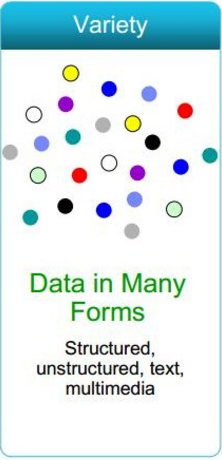 Variety
Data in Many
Forms
Structured,
unstructured, text,
multimedia